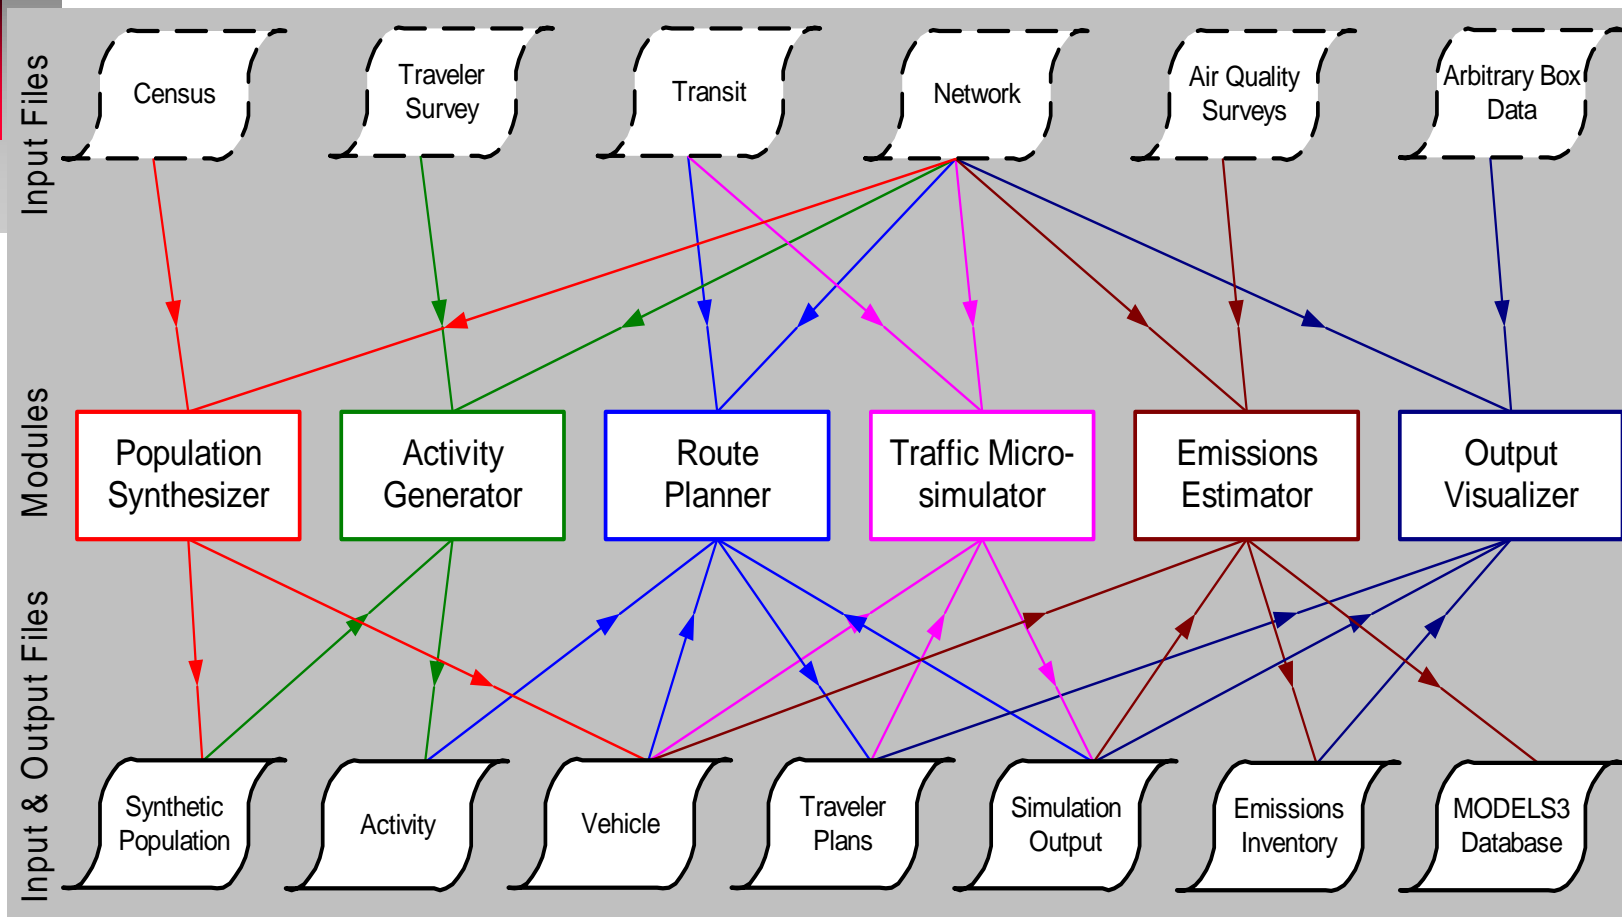 Input Files
Census
Traveler
Survey
Transit
Network
Air Quality
Surveys
Arbitrary Box
Data
Modules
Population
Synthesizer
Activity
Generator
Route
Planner
Traffic Micro-
simulator
Emissions
Estimator
Output
Visualizer
Input & Output Files
Synthetic
Population
Activity
Vehicle
Traveler
Plans
Simulation
Output
Emissions
Inventory
MODELS3
Database